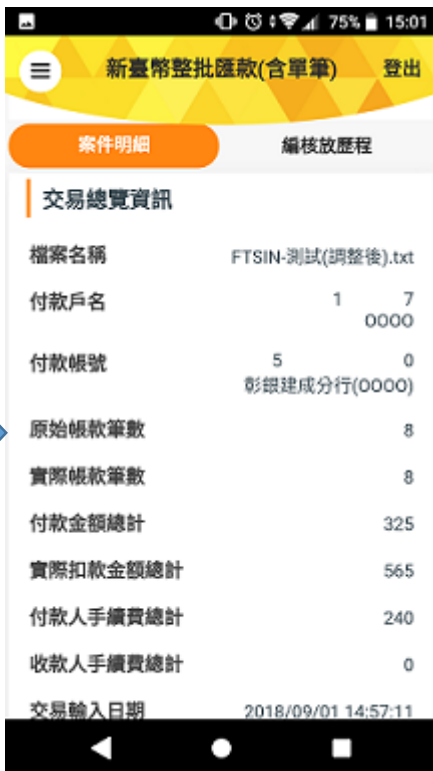 75% 15:01
新臺幣整批匯款(含單筆) 登出
案件明細 編核放歷程
交易總覽資訊
檔案名稱 FTSIN-測試(調整後).txt
付款戶名 1 7
0000
付款帳號 5 0
彰銀建成分行(0000)
原始帳款筆數 8
實際帳款筆數 8
付款金額總計 325
實際扣款金額總計 565
付款人手續費總計 240
收款人手續費總計 0
交易輸入日期 2018/09/01 14:57:11